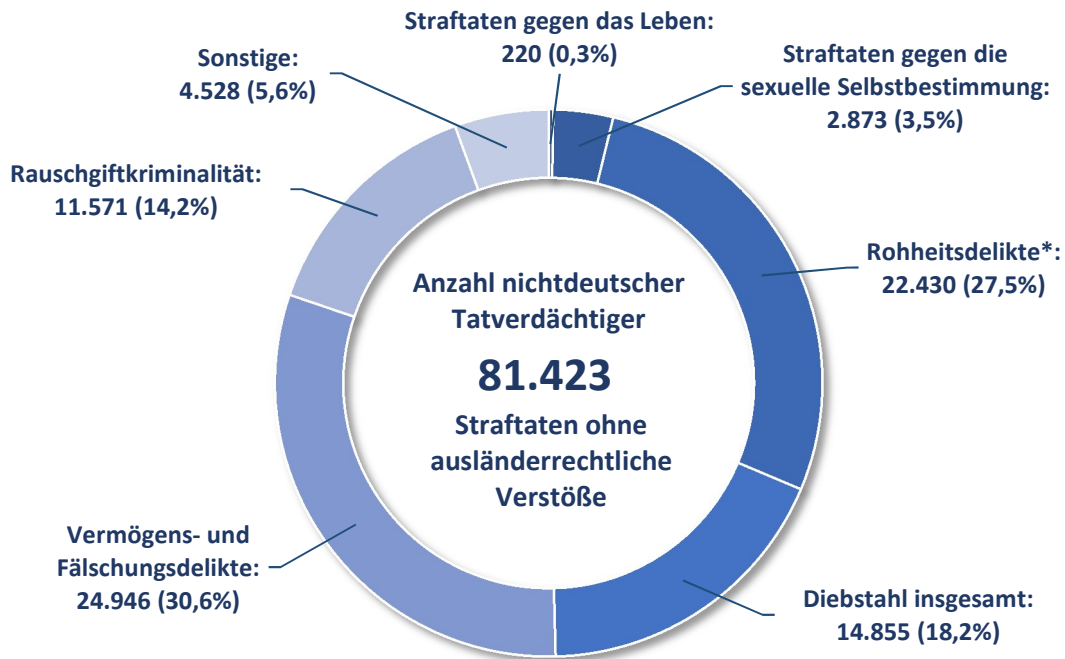 Straftaten gegen das Leben:
220 (0,3%)
Straftaten gegen die
sexuelle Selbstbestimmung:
2.873 (3,5%)
Rohheitsdelikte*:
22.430 (27,5%)
Diebstahl insgesamt:
14.855 (18,2%)
Vermögens- und
Fälschungsdelikte:
24.946 (30,6%)
Rauschgiftkriminalität:
11.571 (14,2%)
Sonstige:
4.528 (5,6%)
Anzahl nichtdeutscher
Tatverdächtiger
81.423
Straftaten ohne
ausländerrechtliche
Verstöße